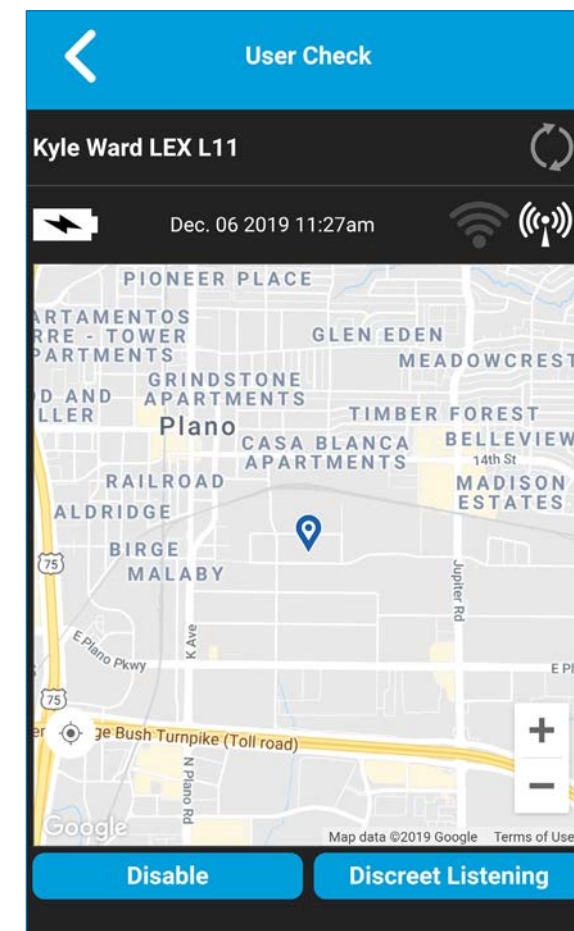 User Check
Kyle Ward LEX L11
Dec. 06 2019 11:27am
PIONEER PLACE
ARTAMENTOS
RRE - TOWER
PARTMENTS
GLEN EDEN
MEADOWCREST
GRINDSTONE
APARTMENTS
D AND
LLER
TIMBER FOREST
Plano
CASA BLANCA
APARTMENTS
BELLEVIEW
14th St
RAILROAD
MADISON
ESTATES
ALDRIDGE
BIRGE
MALABY
75
Jupiter Rd
K Ave
E Plano Pkwy
E Pl
75
er
ge Bush Turnpike (Toll road)
N Plano Rd
+
−
Google
Map data ©2019 Google Terms of Use
Disable
Discreet Listening